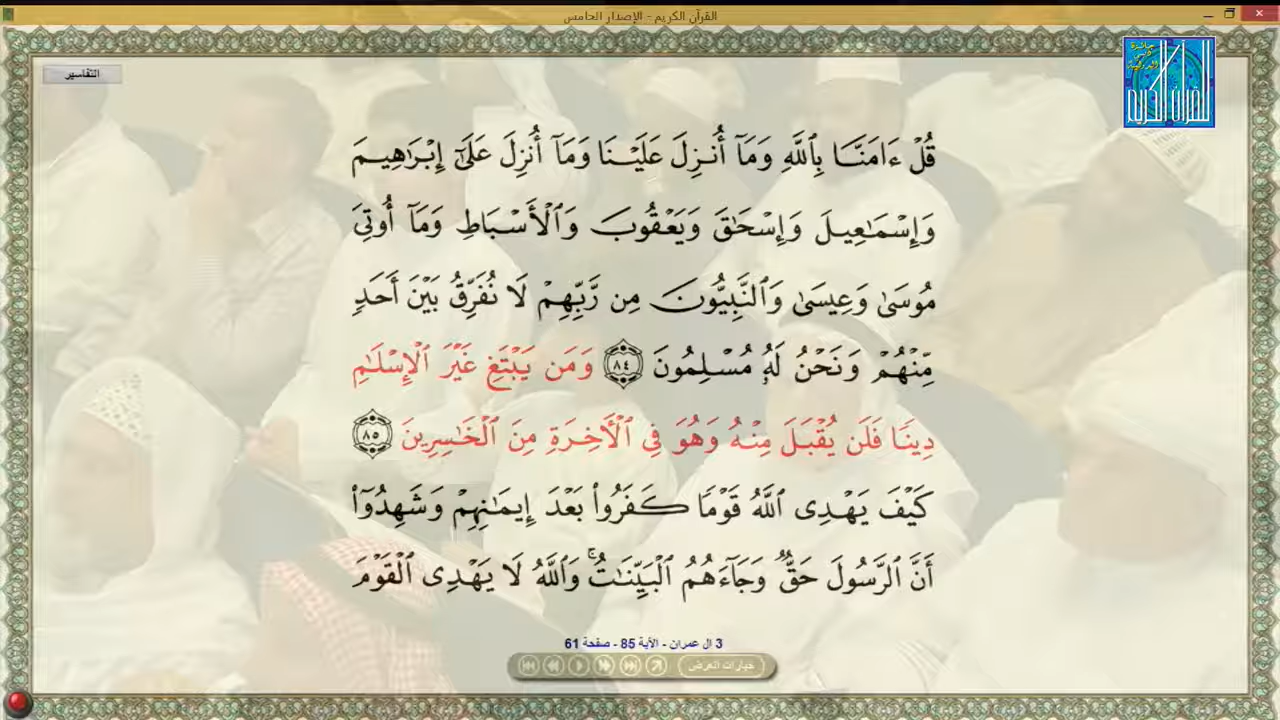 القرآن الكريم - الإصدار الخامس
التفاسير
قُلْ ءَامَنَّا بِٱللَّهِ وَمَآ أُنزِلَ عَلَيْنَا وَمَآ أُنزِلَ عَلَىٰٓ إِبْرَٰهِيمَ
وَإِسْمَٰعِيلَ وَإِسْحَٰقَ وَيَعْقُوبَ وَٱلْأَسْبَاطِ وَمَآ أُوتِىَ
مُوسَىٰ وَعِيسَىٰ وَٱلنَّبِيُّونَ مِن رَّبِّهِمْ لَا نُفَرِّقُ بَيْنَ أَحَدٍ
مِّنْهُمْ وَنَحْنُ لَهُۥ مُسْلِمُونَ ٨٤ وَمَن يَبْتَغِ غَيْرَ ٱلْإِسْلَٰمِ
دِينًا فَلَن يُقْبَلَ مِنْهُ وَهُوَ فِى ٱلْأَخِرَةِ مِنَ ٱلْخَٰسِرِينَ ٨٥
كَيْفَ يَهْدِى ٱللَّهُ قَوْمًا كَفَرُوا۟ بَعْدَ إِيمَٰنِهِمْ وَشَهِدُوٓا۟
أَنَّ ٱلرَّسُولَ حَقٌّ وَجَآءَهُمُ ٱلْبَيِّنَٰتُ ۚ وَٱللَّهُ لَا يَهْدِى ٱلْقَوْمَ
3 ال عمران - الآية 85 - صفحة 61
خيارات العرض